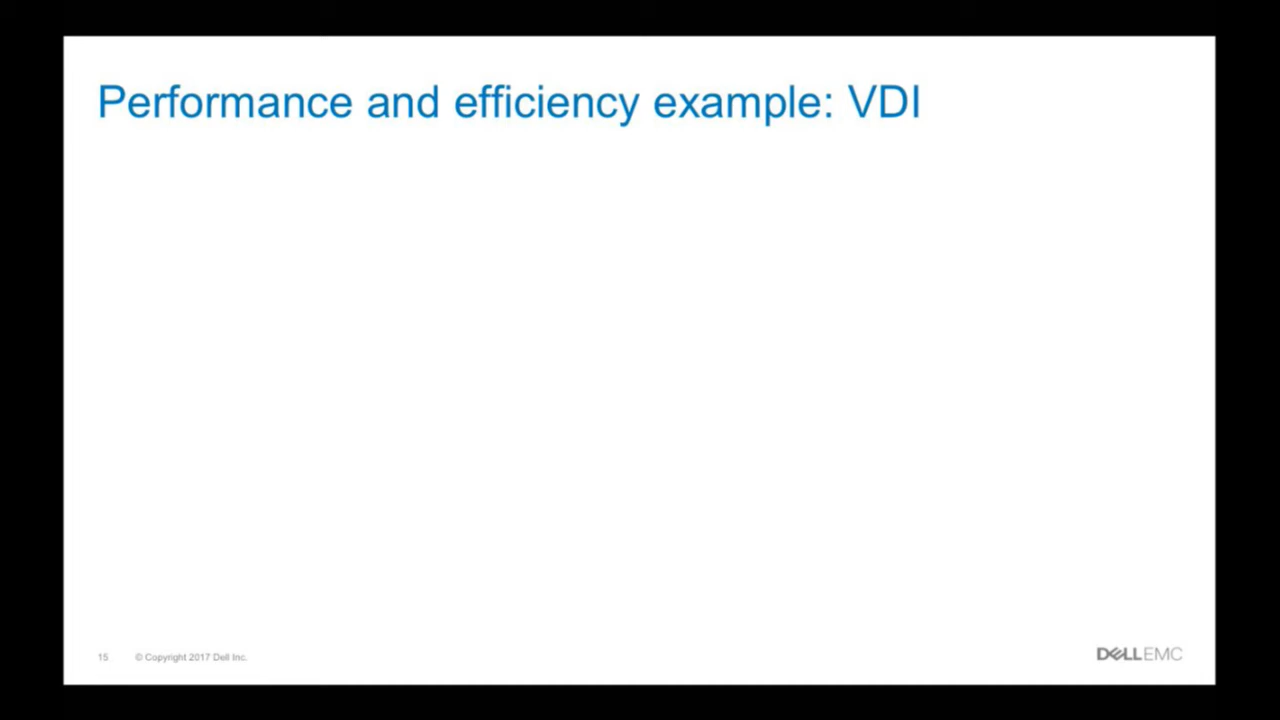 Performance and efficiency example: VDI
15 © Copyright 2017 Dell Inc.
DELLEMC